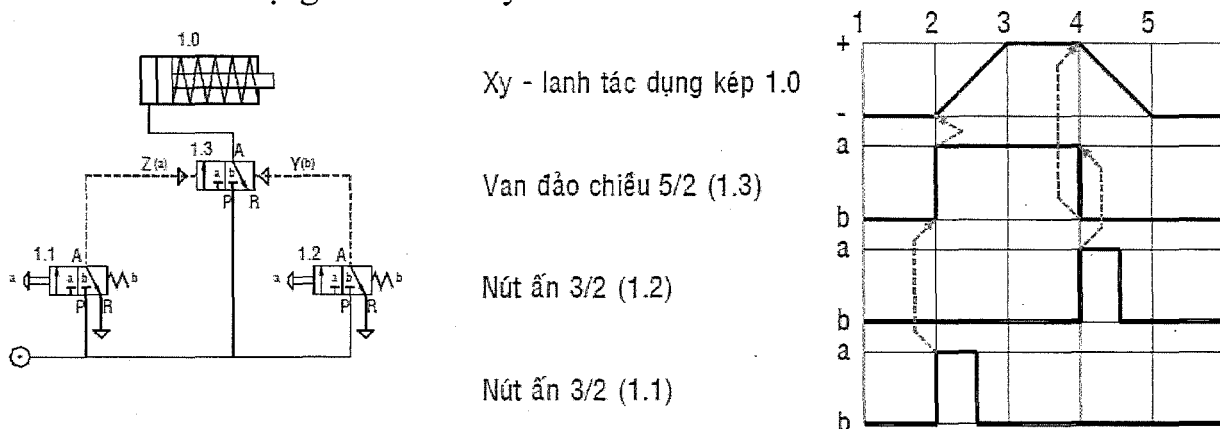 1.0
1.3
A
Z(a)
Y(b)
a
b
P
R
1.1
A
a
a
b
b
P
R
1.2
A
a
a
b
b
P
R
Xy - lanh tác dụng kép 1.0
Van đảo chiều 5/2 (1.3)
Nút ấn 3/2 (1.2)
Nút ấn 3/2 (1.1)
1 2 3 4 5
+
-
a
b
a
b
a
b